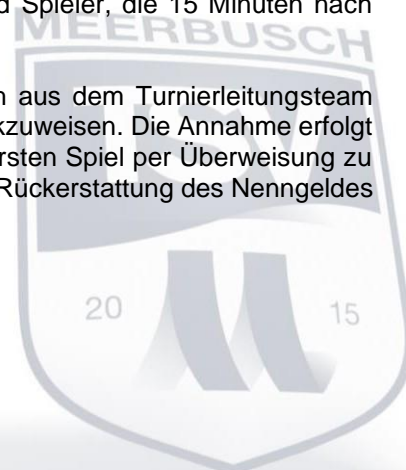 d Spieler, die 15 Minuten nach
MEERBUSCH
n aus dem Turnierleitungsteam
kzuweisen. Die Annahme erfolgt
rsten Spiel per Überweisung zu
Rückerstattung des Nenngeldes
TSV
20 15